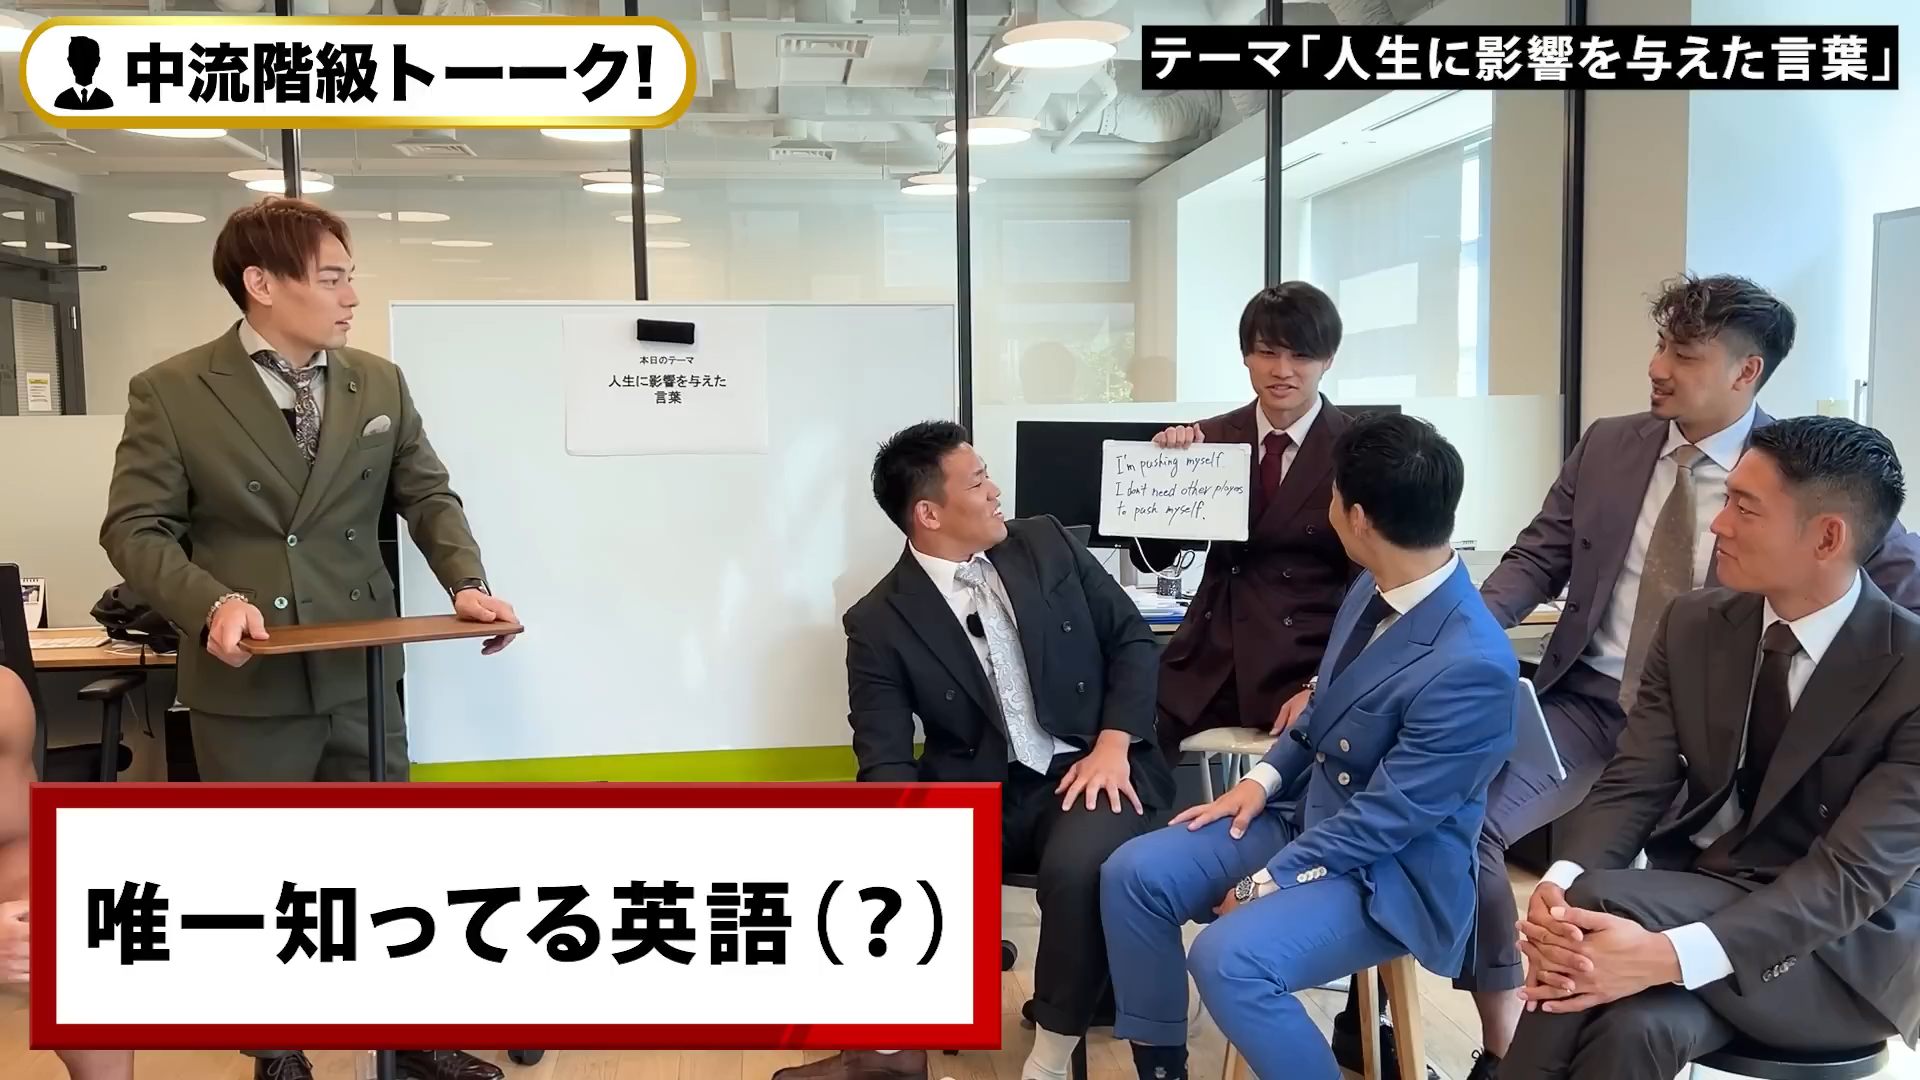 中流階級トーーク!
テーマ「人生に影響を与えた言葉」
本日のテーマ
人生に影響を与えた
言葉
I'm pushing myself.
I don't need other players
to push myself.
唯一知ってる英語(?)